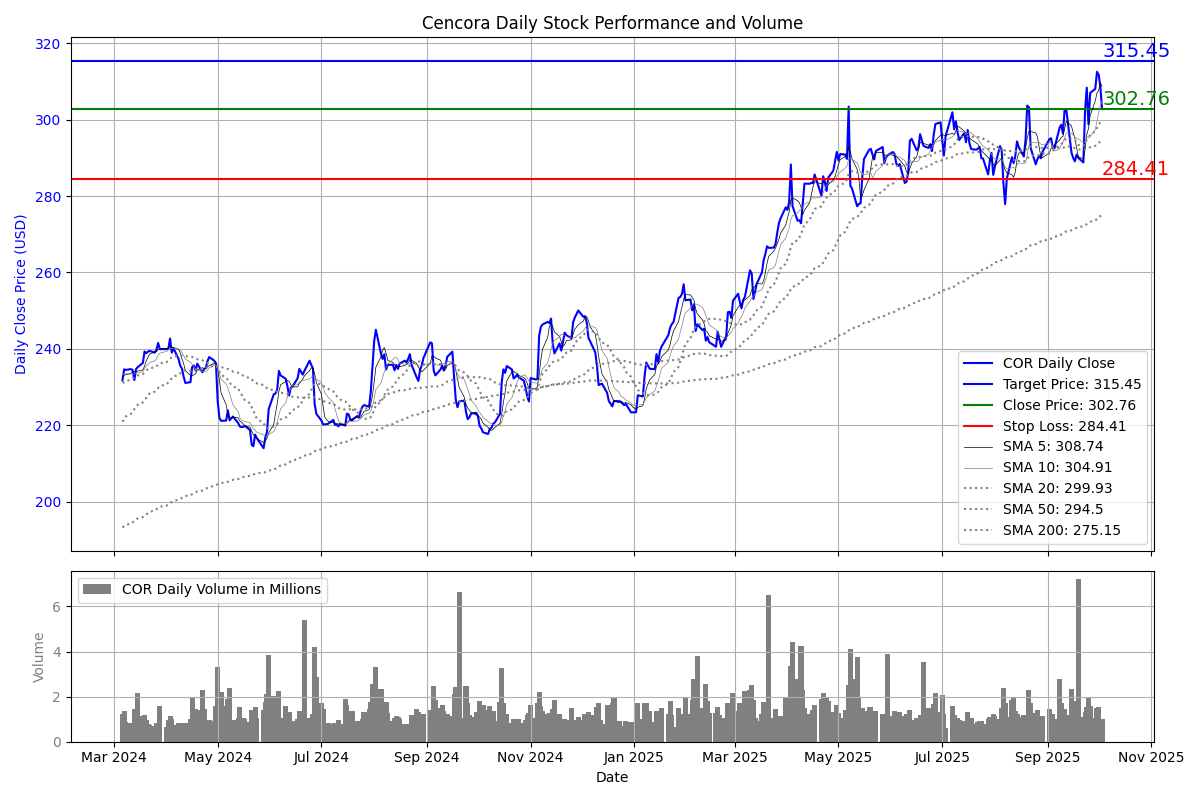 Cencora Daily Stock Performance and Volume
320
300
280
260
240
220
200
Daily Close Price (USD)
315.45
302.76
284.41
COR Daily Close
Target Price: 315.45
Close Price: 302.76
Stop Loss: 284.41
SMA 5: 308.74
SMA 10: 304.91
SMA 20: 299.93
SMA 50: 294.5
SMA 200: 275.15
COR Daily Volume in Millions
6
4
2
0
Volume
Mar 2024 May 2024 Jul 2024 Sep 2024 Nov 2024 Jan 2025 Mar 2025 May 2025 Jul 2025 Sep 2025 Nov 2025
Date